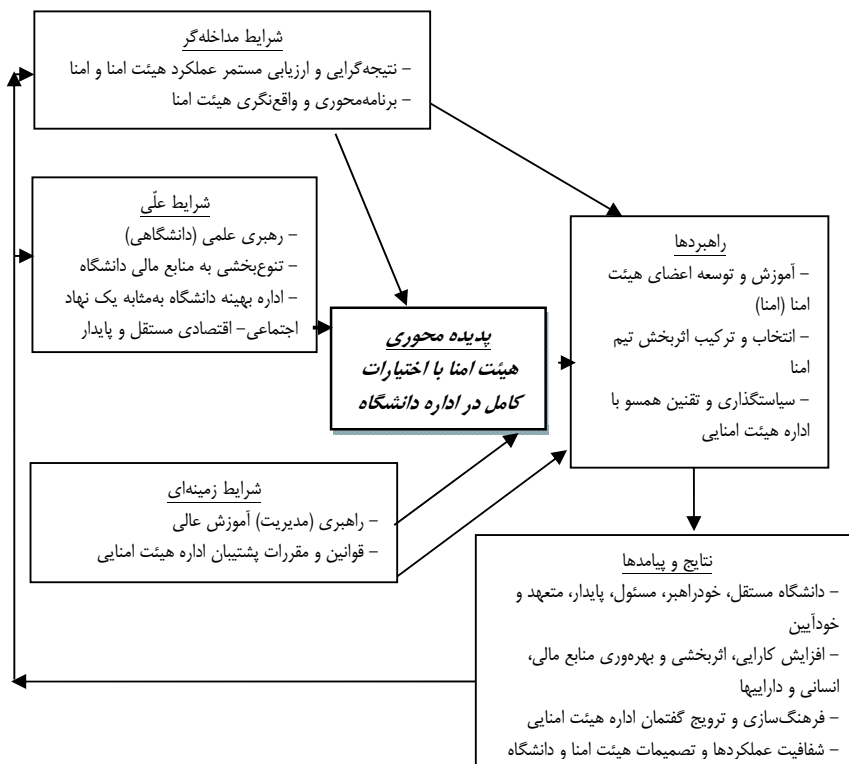 شرایط مداخله‌گر
- نتیجه‌گرایی و ارزیابی مستمر عملکرد هیئت امنا و امنا
- برنامه‌محوری و واقع‌نگری هیئت امنا
شرایط علّی
- رهبری علمی (دانشگاهی)
- تنوع‌بخشی به منابع مالی دانشگاه
- اداره بهینه دانشگاه به‌مثابه یک نهاد
اجتماعی- اقتصادی مستقل و پایدار
پدیده محوری
هیئت امنا با اختیارات
کامل در اداره دانشگاه
راهبردها
- آموزش و توسعه اعضای هیئت
امنا (امنا)
- انتخاب و ترکیب اثربخش تیم
امنا
- سیاستگذاری و تقنین همسو با
اداره هیئت امنایی
شرایط زمینه‌ای
- راهبری (مدیریت) آموزش عالی
- قوانین و مقررات پشتیبان اداره هیئت امنایی
نتایج و پیامدها
- دانشگاه مستقل، خودراهبر، مسئول، پایدار، متعهد و
خودآیین
- افزایش کارایی، اثربخشی و بهره‌وری منابع مالی،
انسانی و داراییها
- فرهنگ‌سازی و ترویج گفتمان اداره هیئت امنایی
- شفافیت عملکردها و تصمیمات هیئت امنا و دانشگاه